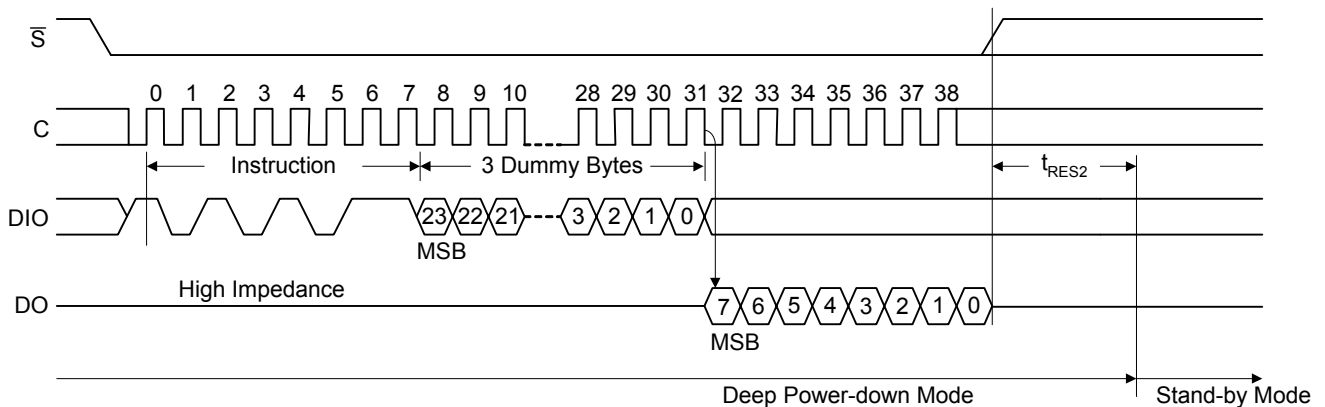 S
0 1 2 3 4 5 6 7 8 9 10 28 29 30 31 32 33 34 35 36 37 38
C
Instruction 3 Dummy Bytes tRES2
DIO 23 22 21 3 2 1 0
MSB
High Impedance
DO 7 6 5 4 3 2 1 0
MSB
Deep Power-down Mode Stand-by Mode